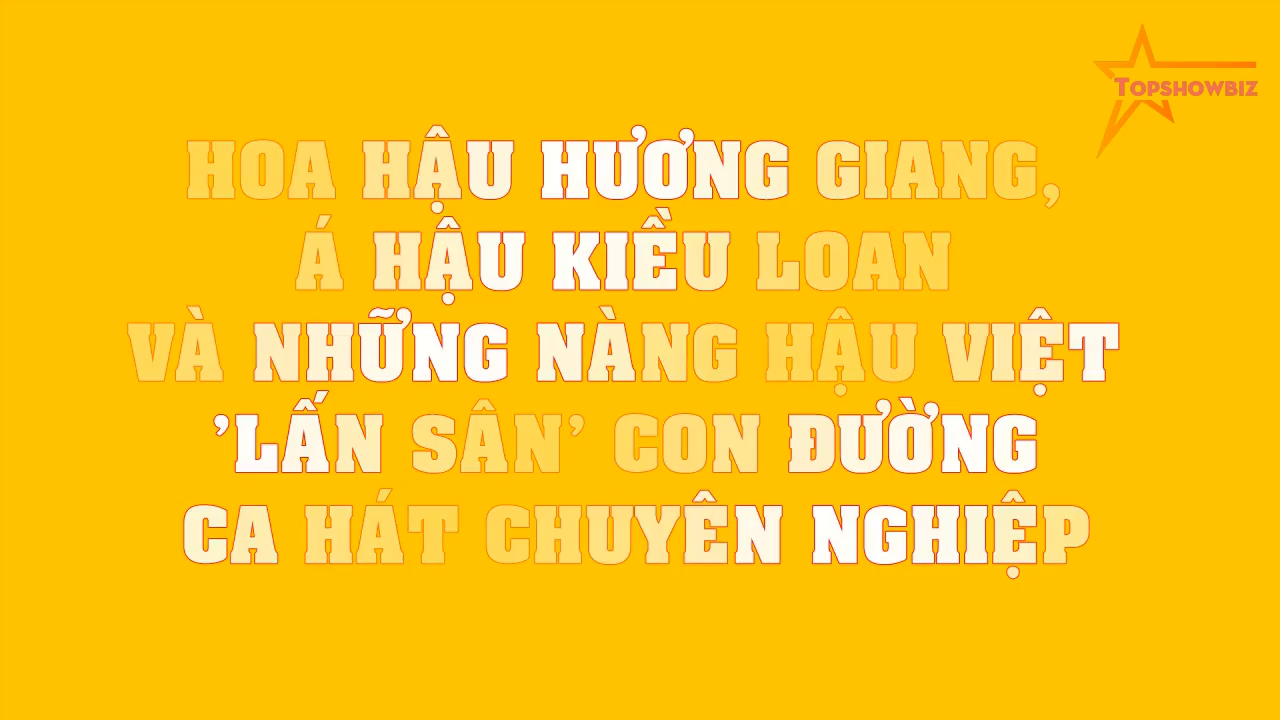 TOPSHOWBIZ
HOA HẬU HƯƠNG GIANG,
Á HẬU KIỀU LOAN
VÀ NHỮNG NÀNG HẬU VIỆT
’LẤN SÂN’ CON ĐƯỜNG
CA HÁT CHUYÊN NGHIỆP